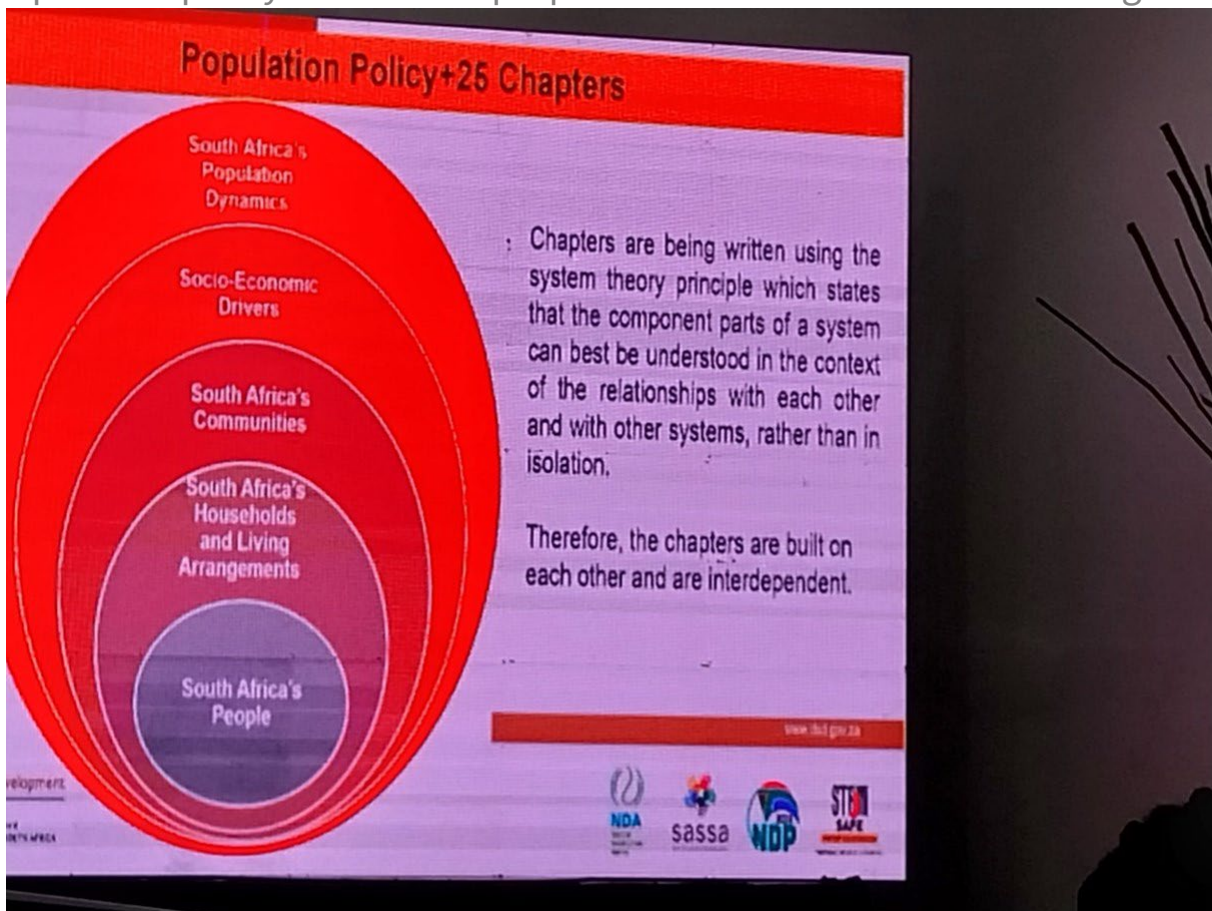 Population Policy+25 Chapters
South Africa's
Population
Dynamics
Socio-Economic
Drivers
South Africa's
Communities
South Africa's
Households
and Living
Arrangements
South Africa's
People
Chapters are being written using the
system theory principle which states
that the component parts of a system
can best be understood in the context
of the relationships with each other
and with other systems, rather than in
isolation.
Therefore, the chapters are built on
each other and are interdependent.
www.dsd.gov.za
velopment
NDA
sassa
NDP
SAFE